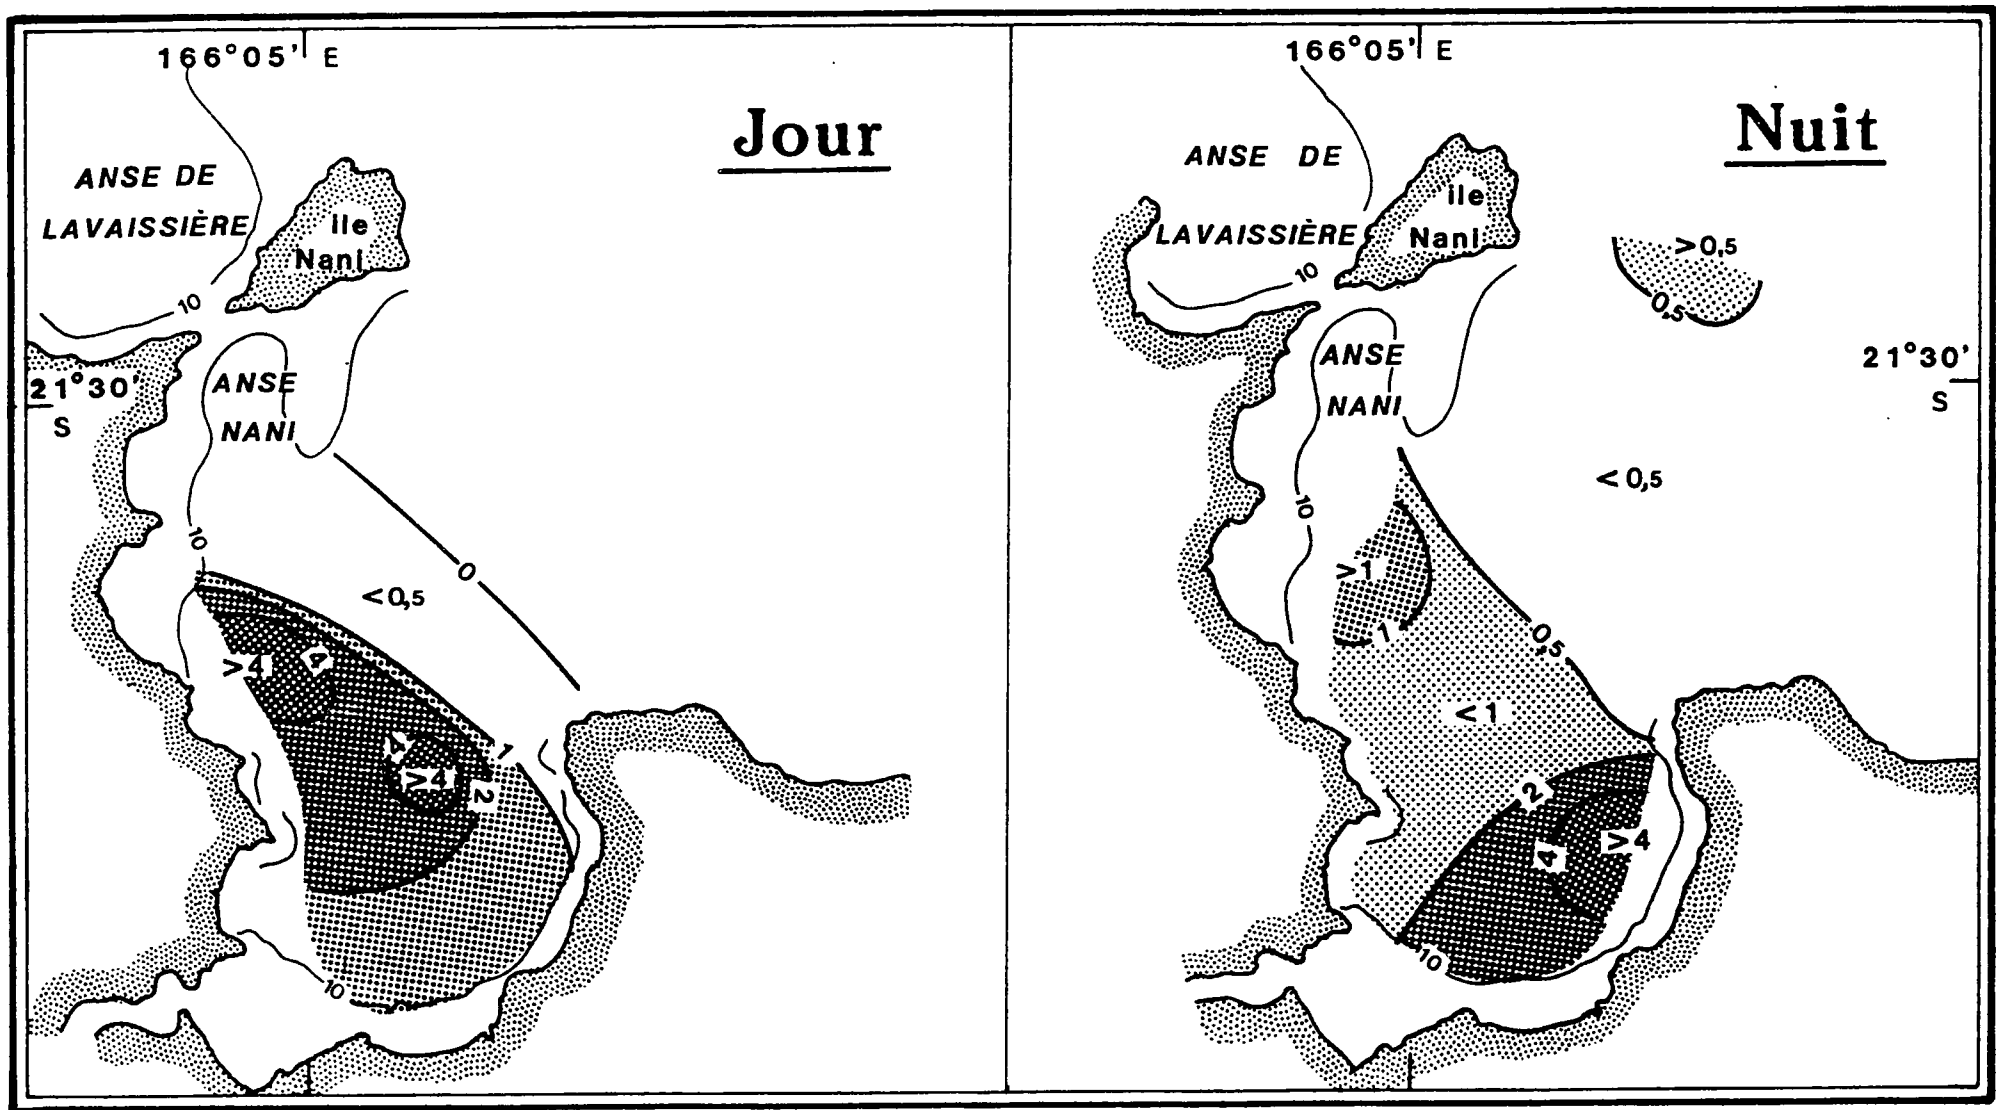 166°05' E
Jour
ANSE DE
LAVAISSIÈRE
Ile
Nani
10
21°30'
S
ANSE
NANI
10
0
<0,5
>4
4
4
>4
1
2
10
166°05' E
Nuit
ANSE DE
LAVAISSIÈRE
Ile
Nani
>0,5
0,5
10
21°30'
S
ANSE
NANI
<0,5
10
>1
1
0,5
<1
2
4
>4
10